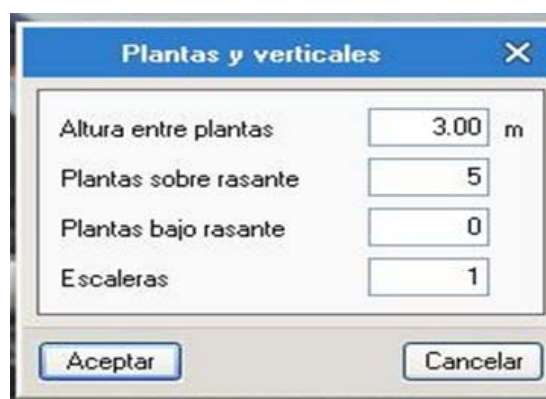 Plantas y verticales
Altura entre plantas 3.00 m
Plantas sobre rasante 5
Plantas bajo rasante 0
Escaleras 1
Aceptar Cancelar